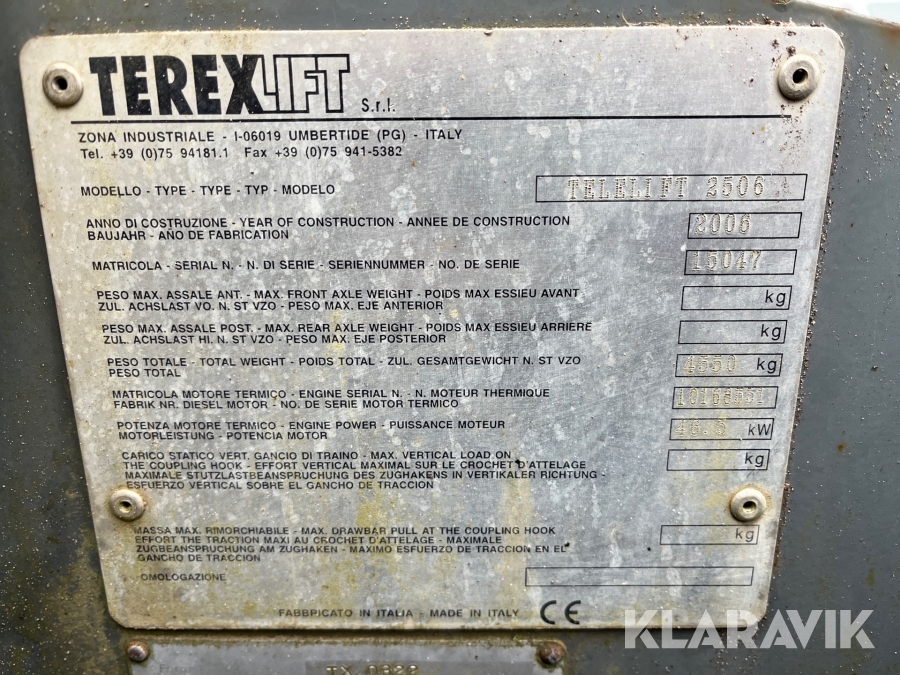 TEREXLIFT S.r.l.
ZONA INDUSTRIALE - I-06019 UMBERTIDE (PG) - ITALY
Tel. +39 (0)75 94181.1 Fax +39 (0)75 941-5382
MODELLO - TYPE - TYPE - TYP - MODELO TELELIFT 2506
ANNO DI COSTRUZIONE - YEAR OF CONSTRUCTION - ANNEE DE CONSTRUCTION 2006
BAUJAHR - AÑO DE FABRICATION
MATRICOLA - SERIAL N. - N. DI SERIE - SERIENNUMMER - NO. DE SERIE 15047
PESO MAX. ASSALE ANT. - MAX. FRONT AXLE WEIGHT - POIDS MAX ESSIEU AVANT kg
ZUL. ACHSLAST VO. N. ST VZO - PESO MAX. EJE ANTERIOR
PESO MAX. ASSALE POST. - MAX. REAR AXLE WEIGHT - POIDS MAX ESSIEU ARRIERE kg
ZUL. ACHSLAST HI. N. ST VZO - PESO MAX. EJE POSTERIOR
PESO TOTALE - TOTAL WEIGHT - POIDS TOTAL - ZUL. GESAMTGEWICHT N. ST VZO 4550 kg
PESO TOTAL
MATRICOLA MOTORE TERMICO - ENGINE SERIAL N. - N. MOTEUR THERMIQUE
FABRIK NR. DIESEL MOTOR - NO. DE SERIE MOTOR TERMICO
POTENZA MOTORE TERMICO - ENGINE POWER - PUISSANCE MOTEUR kW
MOTORLEISTUNG - POTENCIA MOTOR
CARICO STATICO VERT. GANCIO DI TRAINO - MAX. VERTICAL LOAD ON kg
THE COUPLING HOOK - EFFORT VERTICAL MAXIMAL SUR LE CROCHET D'ATTELAGE
MAXIMALE STUTZLASTBEANSPRUCHUNG DES ZUGHAKENS IN VERTIKALER RICHTUNG -
ESFUERZO VERTICAL SOBRE EL GANCHO DE TRACCION
MASSA MAX. RIMORCHIABILE - MAX. DRAWBAR PULL AT THE COUPLING HOOK kg
EFFORT THE TRACTION MAXI AU CROCHET D'ATTELAGE - MAXIMALE
ZUGBEANSPRUCHUNG AM ZUGHAKEN - MAXIMO ESFUERZO DE TRACCION EN EL
GANCHO DE TRACCION
OMOLOGAZIONE
FABBRICATO IN ITALIA - MADE IN ITALY CE
KLARAVIK